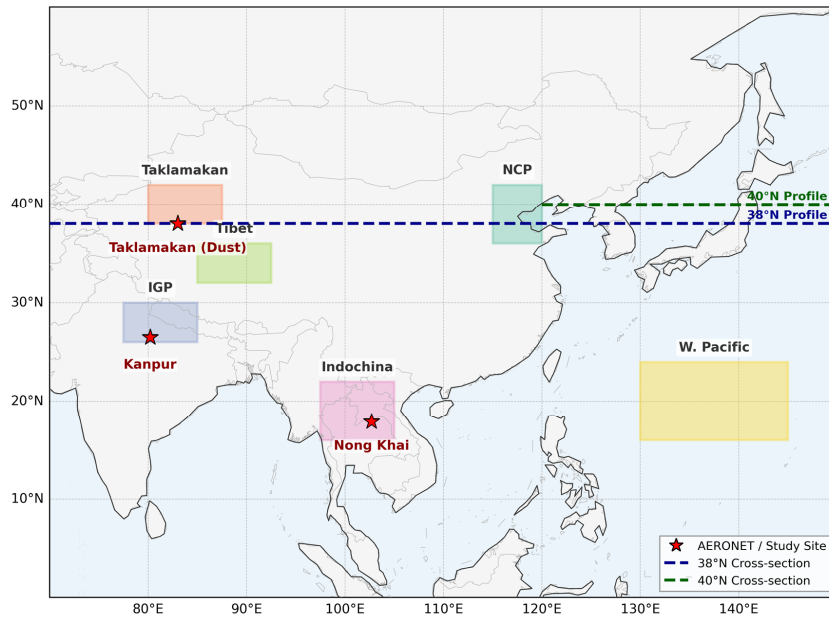 50°N
40°N
30°N
20°N
10°N
80°E
90°E
100°E
110°E
120°E
130°E
140°E
Taklamakan
NCP
40°N Profile
38°N Profile
Tibet
Taklamakan (Dust)
IGP
Kanpur
W. Pacific
Indochina
Nong Khai
AERONET / Study Site
38°N Cross-section
40°N Cross-section